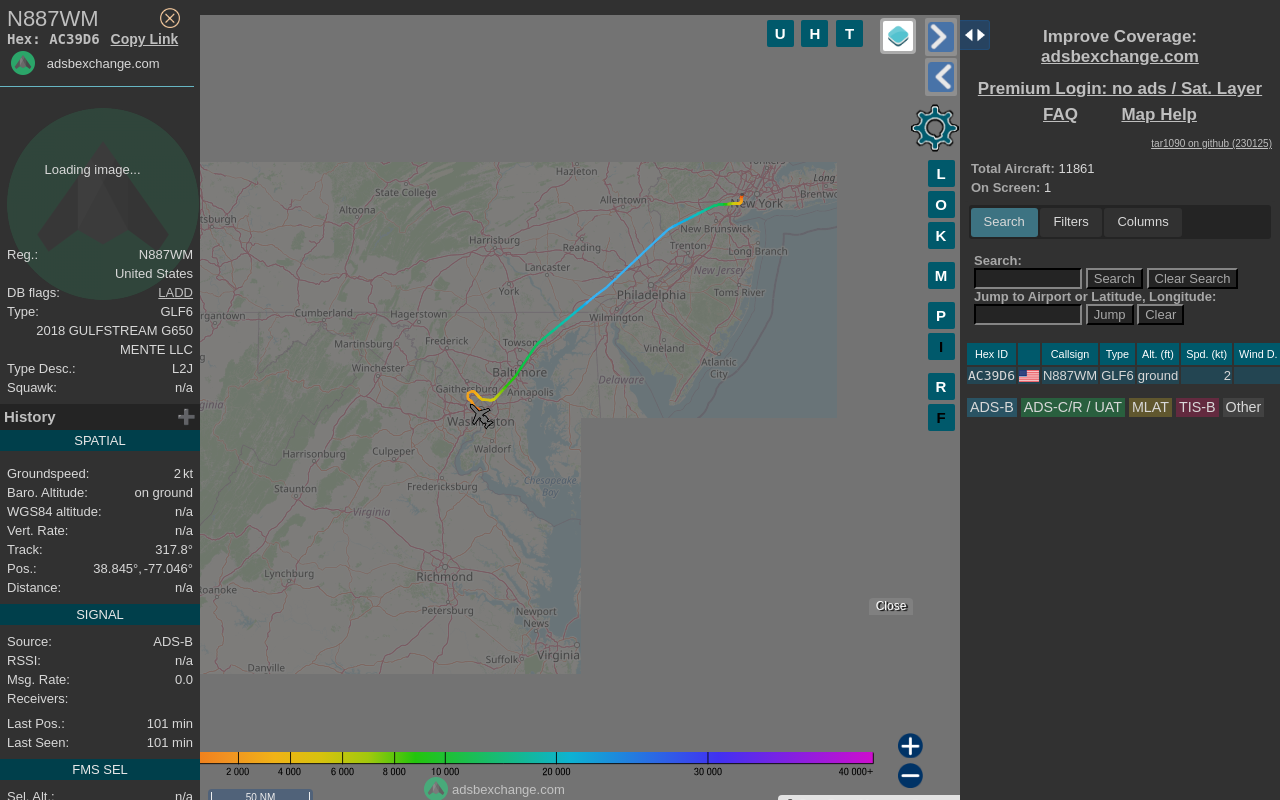 N887WM
Hex: AC39D6 Copy Link
adsbexchange.com
Loading image...
Reg.: N887WM
United States
DB flags: LADD
Type: GLF6
2018 GULFSTREAM G650
MENTE LLC
Type Desc.: L2J
Squawk: n/a
History
SPATIAL
Groundspeed: 2 kt
Baro. Altitude: on ground
WGS84 altitude: n/a
Vert. Rate: n/a
Track: 317.8°
Pos.: 38.845°, -77.046°
Distance: n/a
SIGNAL
Source: ADS-B
RSSI: n/a
Msg. Rate: 0.0
Receivers:
Last Pos.: 101 min
Last Seen: 101 min
FMS SEL
Sel. Alt.: n/a
U H T
L
O
K
M
P
I
R
F
Hazleton
Long
State College
Altoona
Allentown
New York
Brentwo
tsburgh
New Brunswick
Harrisburg
Reading
Trenton
Long Branch
Lancaster
New Jersey
York
Philadelphia
Toms River
rgantown
Cumberland
Hagerstown
Wilmington
Martinsburg
Frederick
Towson
Vineland
Winchester
Baltimore
Atlantic
City
Delaware
Gaithersburg
Annapolis
ginia
Washington
Waldorf
Harrisonburg
Culpeper
Chesapeake
Bay
Staunton
Fredericksburg
Virginia
Lynchburg
Richmond
Roanoke
Petersburg
Newport
News
Suffolk
Virginia
Danville
Close
2 000 4 000 6 000 8 000 10 000 20 000 30 000 40 000+
adsbexchange.com
50 NM
Improve Coverage:
adsbexchange.com
Premium Login: no ads / Sat. Layer
FAQ Map Help
tar1090 on github (230125)
Total Aircraft: 11861
On Screen: 1
Search Filters Columns
Search:
Search Clear Search
Jump to Airport or Latitude, Longitude:
Jump Clear
Hex ID Callsign Type Alt. (ft) Spd. (kt) Wind D.
AC39D6 N887WM GLF6 ground 2
ADS-B ADS-C/R / UAT MLAT TIS-B Other